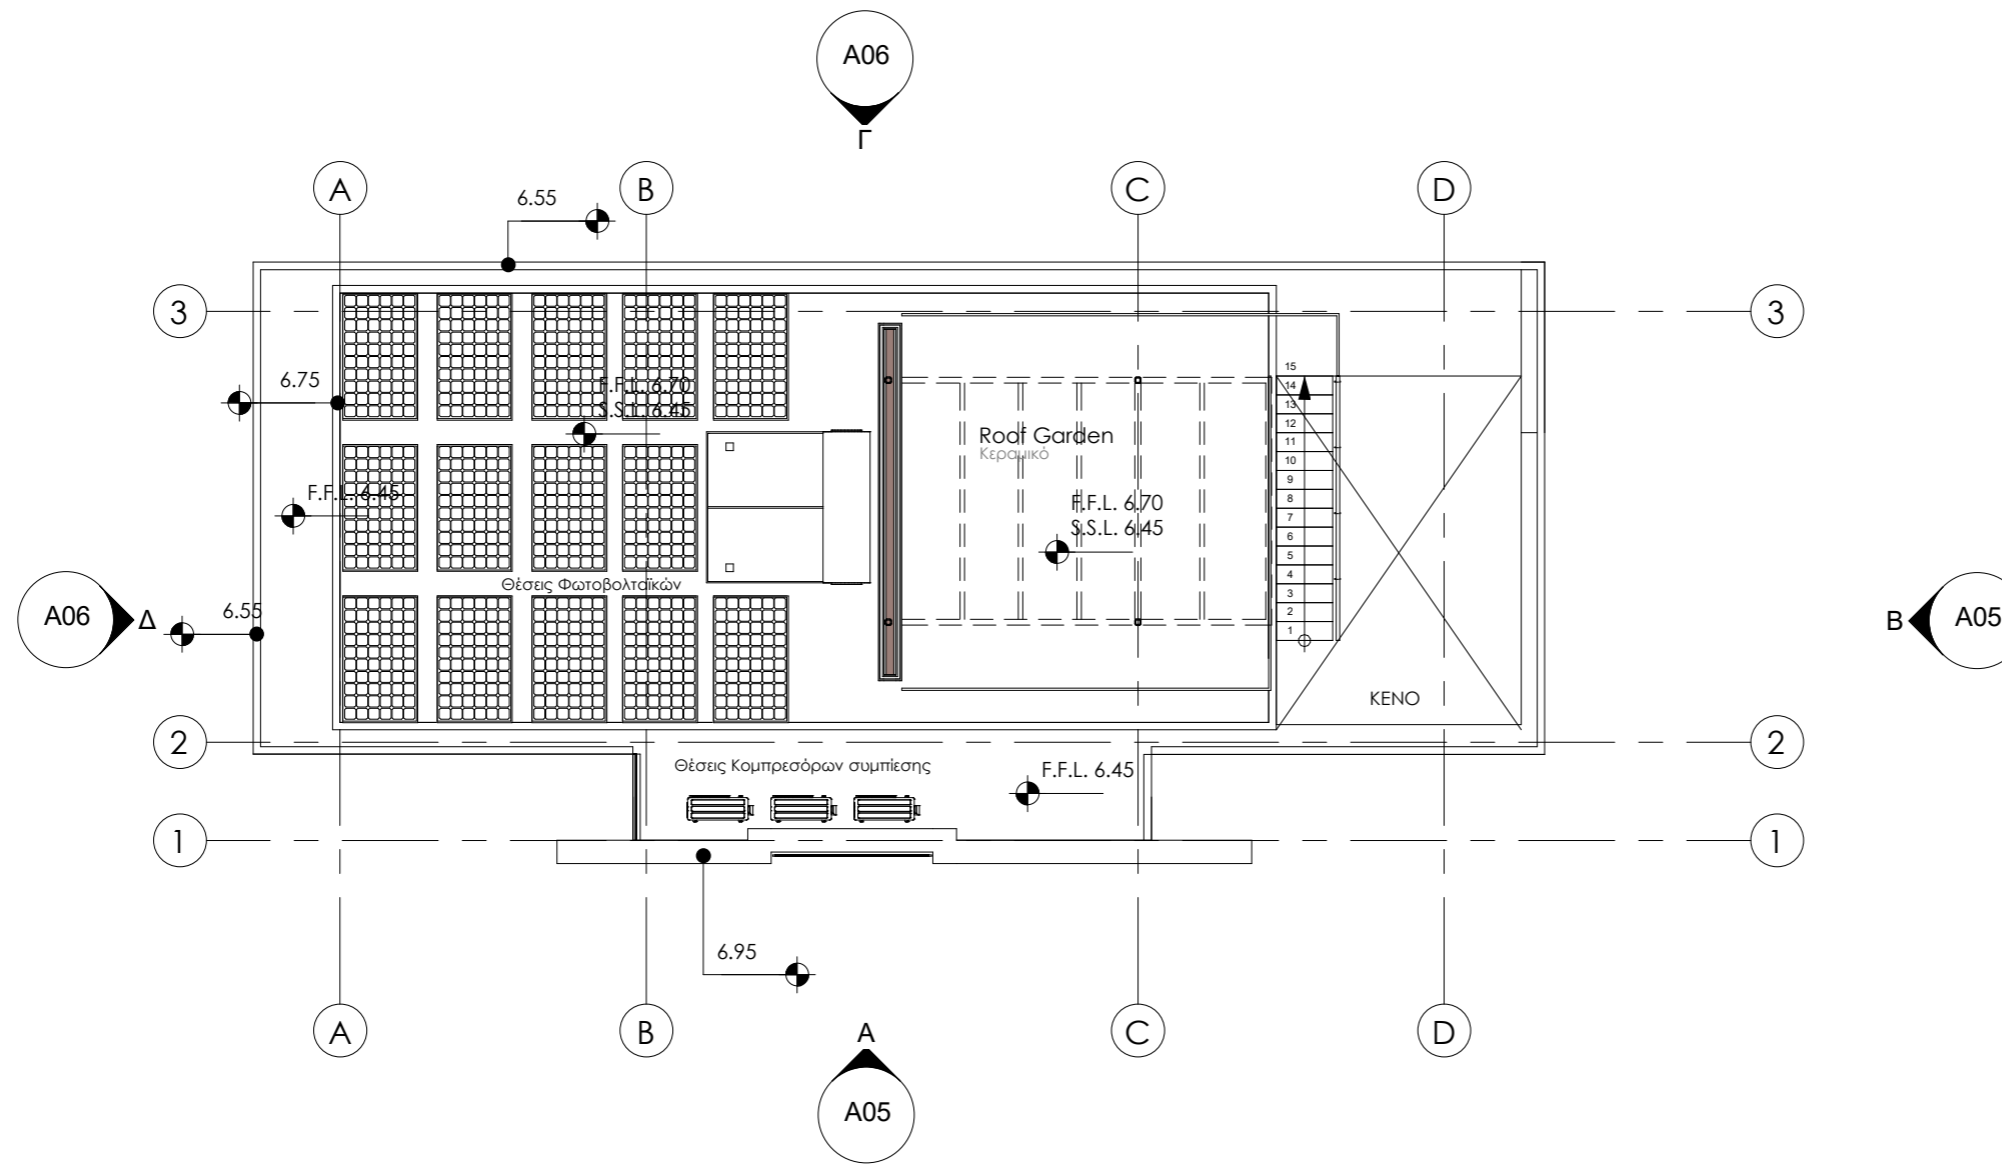 A06
Γ
A
B
C
D
6.55
3
3
6.75
F.F.L. 6.70
S.S.L. 6.45
15
14
13
12
11
10
9
8
7
6
5
4
3
2
1
Roof Garden
Κεραμικό
F.F.L. 6.45
F.F.L. 6.70
S.S.L. 6.45
Θέσεις Φωτοβολταϊκών
A06
Δ
6.55
B
A05
ΚΕΝΟ
2
2
Θέσεις Κομπρεσόρων συμπίεσης
F.F.L. 6.45
1
1
6.95
A
B
C
D
A
A05